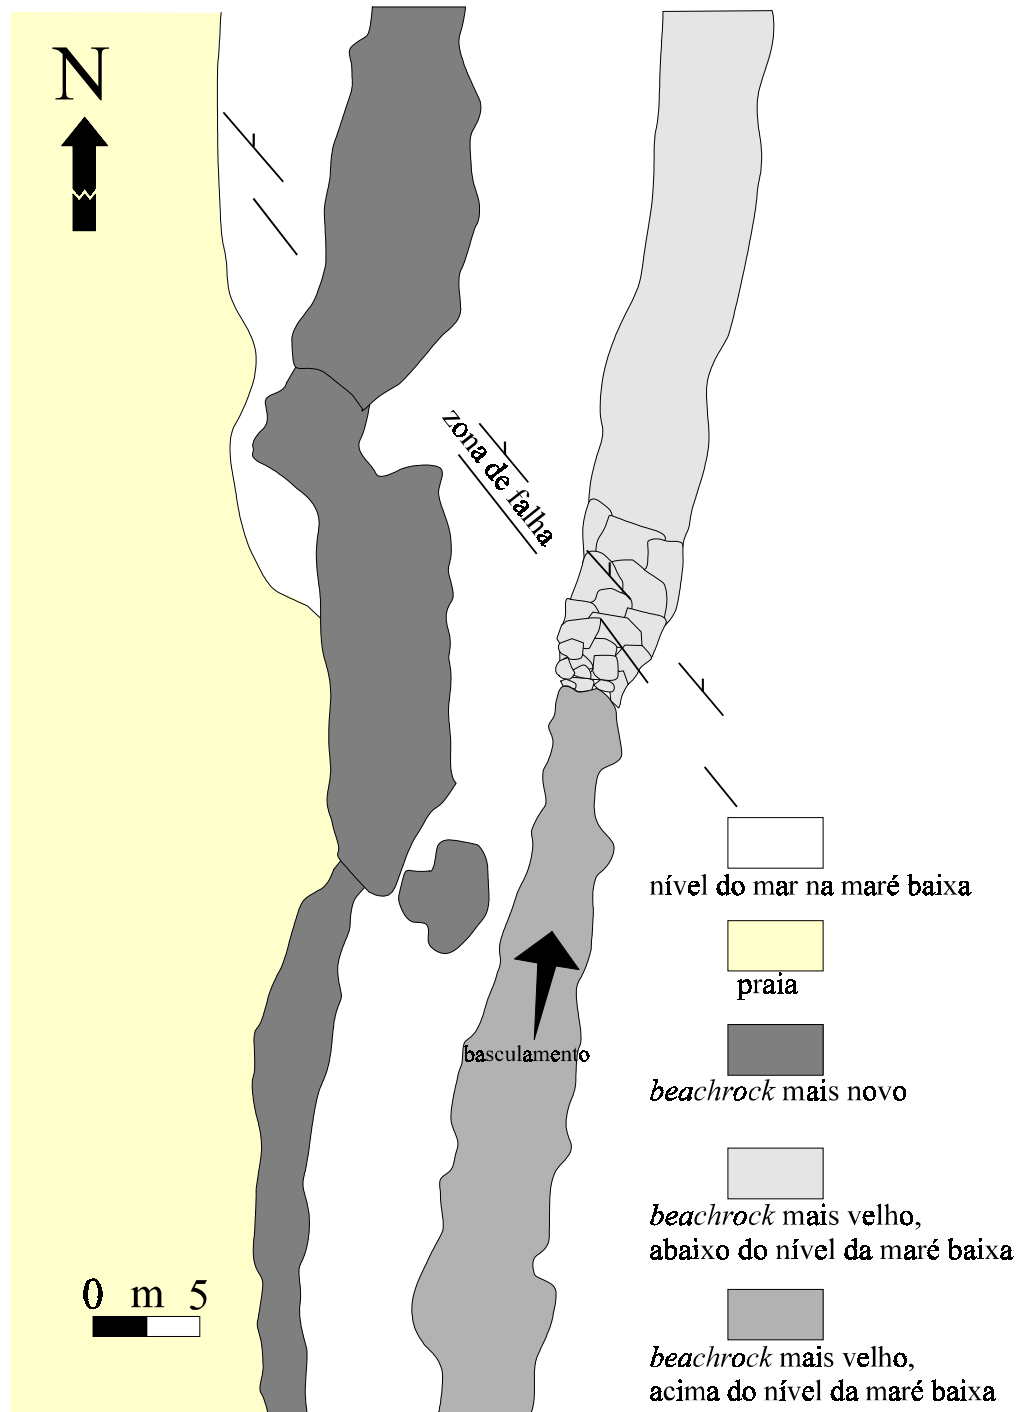 N
zona de falha
nível do mar na maré baixa
praia
beachrock mais novo
basculamento
beachrock mais velho,
abaixo do nível da maré baixa
0 m 5
beachrock mais velho,
acima do nível da maré baixa